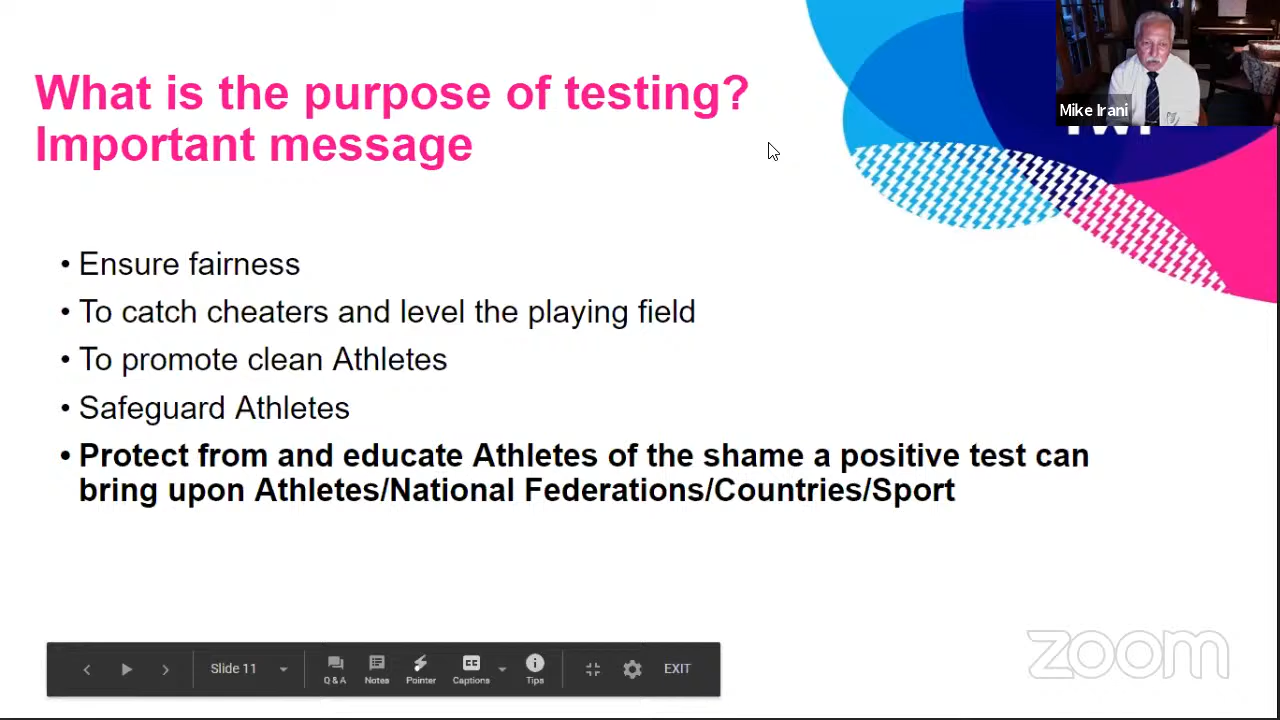 What is the purpose of testing?
Important message
Mike Irani
• Ensure fairness
• To catch cheaters and level the playing field
• To promote clean Athletes
• Safeguard Athletes
• Protect from and educate Athletes of the shame a positive test can
bring upon Athletes/National Federations/Countries/Sport
zoom
Slide 11
Q & A
Notes
Pointer
CC
Captions
Tips
EXIT